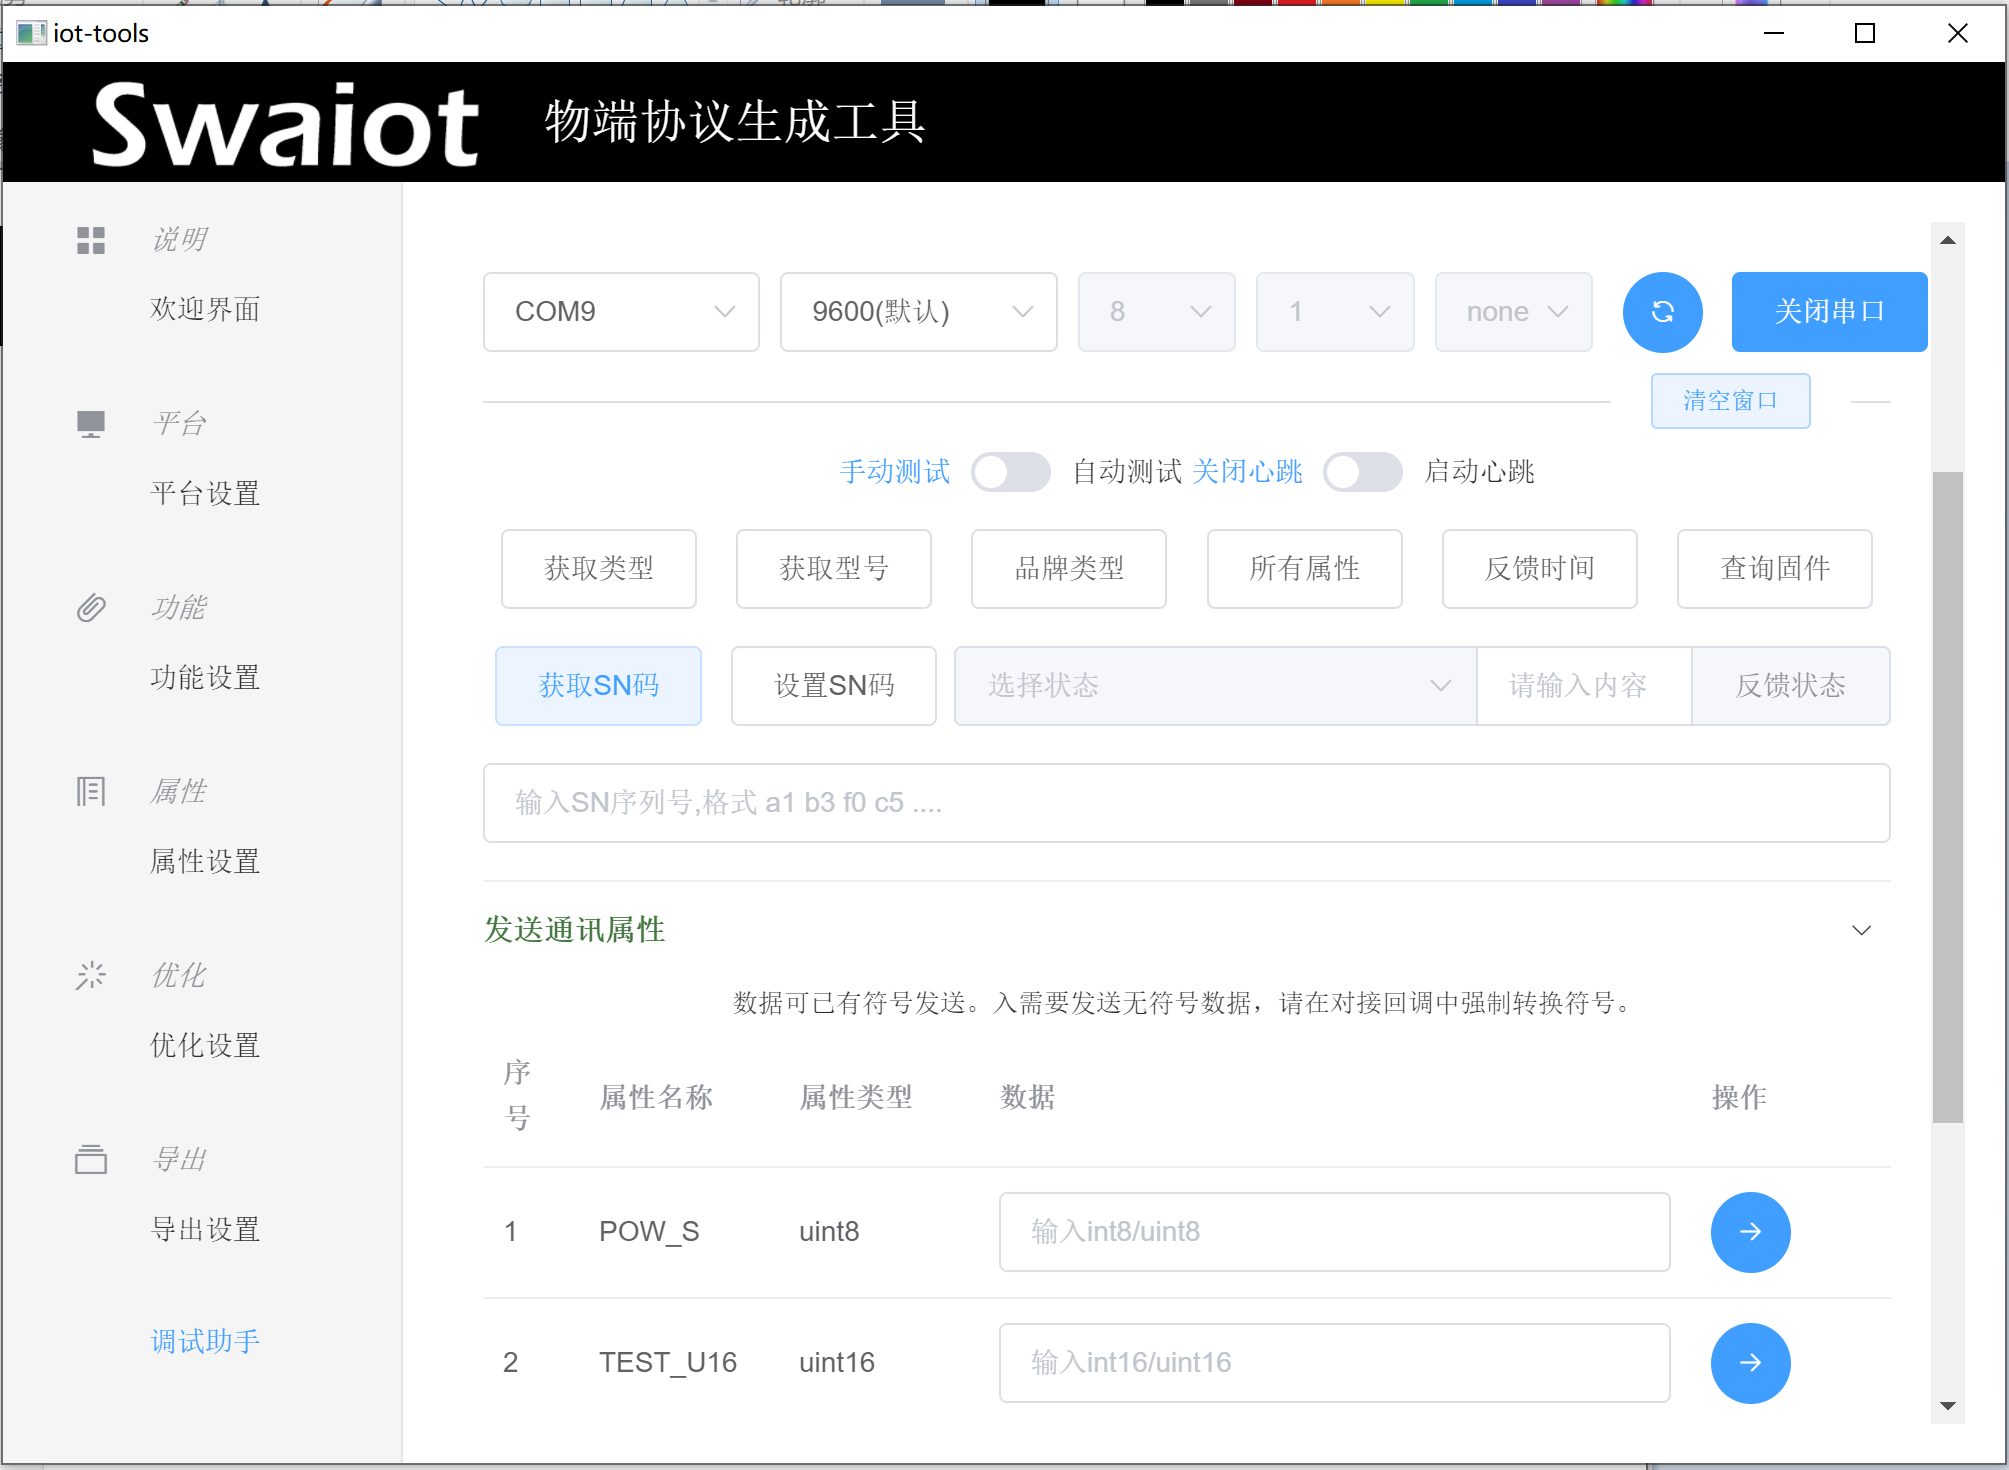 iot-tools
Swaiot 物端协议生成工具
说明
欢迎界面
平台
平台设置
功能
功能设置
属性
属性设置
优化
优化设置
导出
导出设置
调试助手
COM9 9600(默认) 8 1 none 关闭串口
清空窗口
手动测试 自动测试 关闭心跳 启动心跳
获取类型 获取型号 品牌类型 所有属性 反馈时间 查询固件
获取SN码 设置SN码 选择状态 请输入内容 反馈状态
输入SN序列号,格式 a1 b3 f0 c5 ....
发送通讯属性
数据可已有符号发送。入需要发送无符号数据，请在对接回调中强制转换符号。
序号 属性名称 属性类型 数据 操作
1 POW_S uint8 输入int8/uint8
2 TEST_U16 uint16 输入int16/uint16